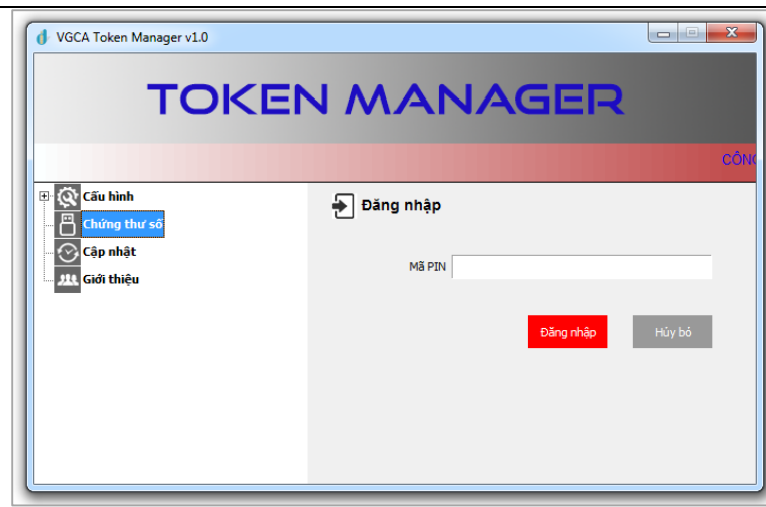 VGCA Token Manager v1.0
TOKEN MANAGER
CÔN
Cấu hình
Chứng thư số
Cập nhật
Giới thiệu
Đăng nhập
Mã PIN
Đăng nhập
Hủy bỏ